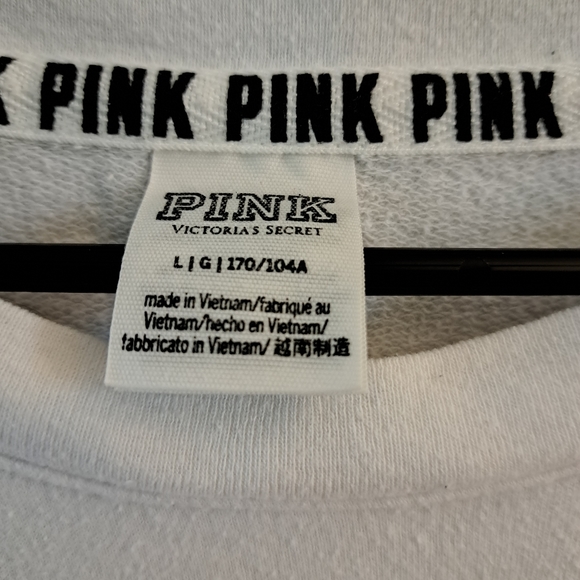 PINK PINK PINK
PINK
VICTORIA'S SECRET
L | G | 170/104A
made in Vietnam/fabriqué au
Vietnam/hecho en Vietnam/
fabbricato in Vietnam/ 越南制造